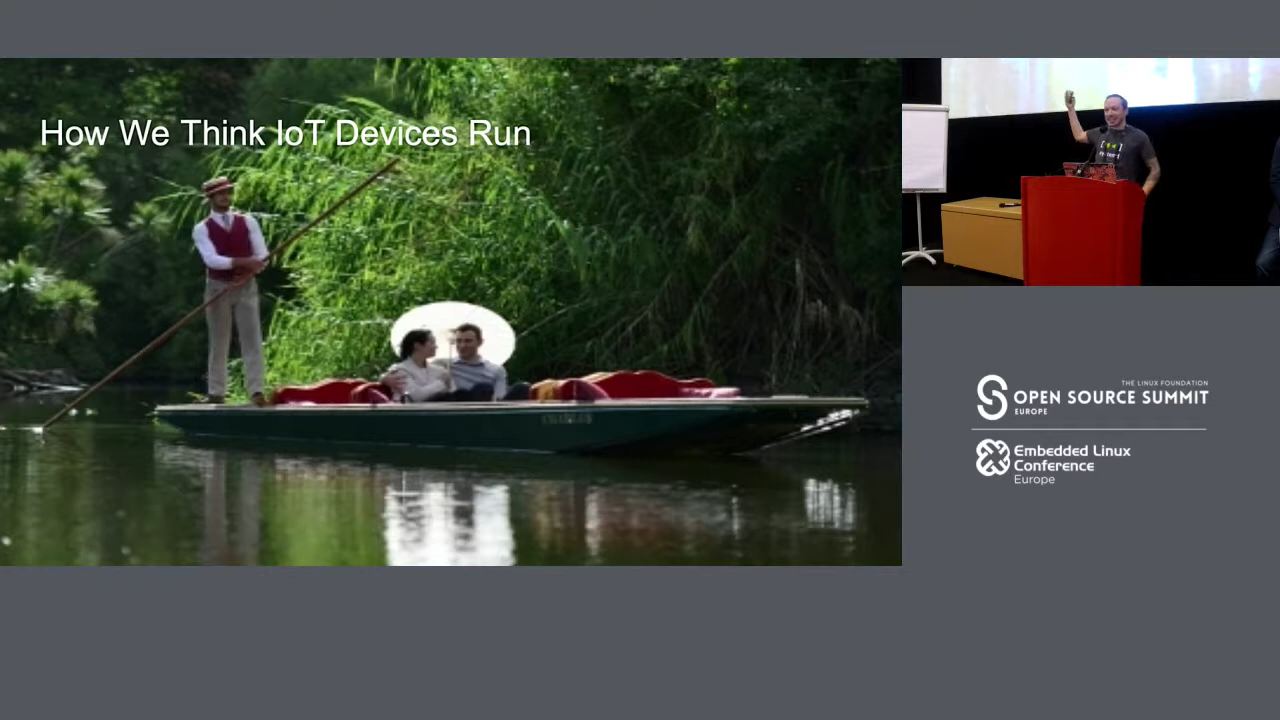 How We Think IoT Devices Run
THE LINUX FOUNDATION
OPEN SOURCE SUMMIT
EUROPE
Embedded Linux
Conference
Europe